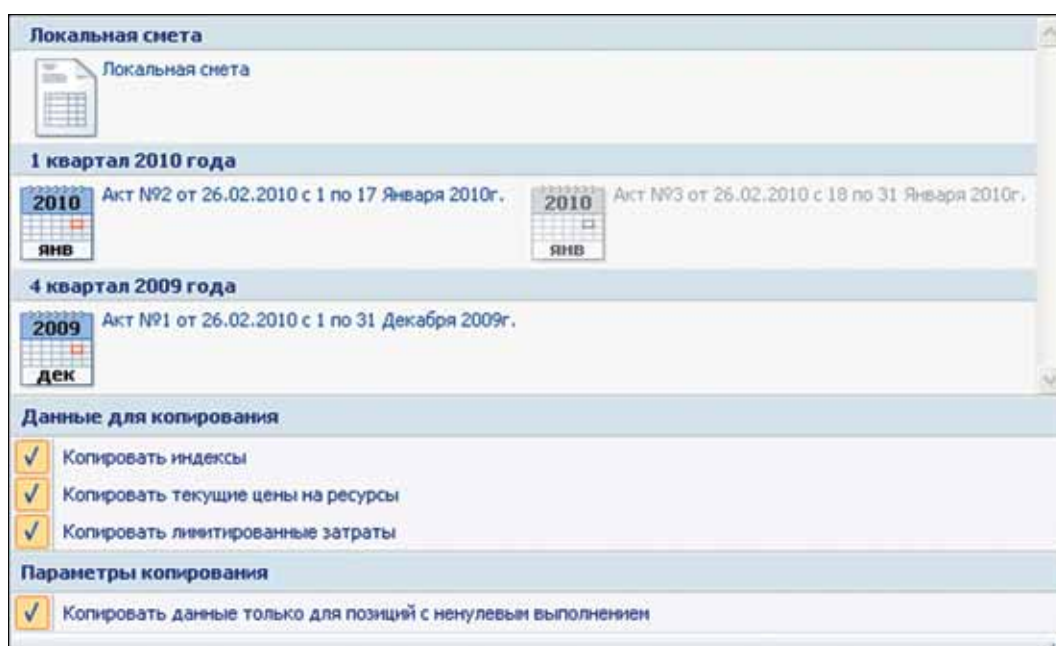 Локальная смета
Локальная смета
1 квартал 2010 года
2010
янв
Акт №2 от 26.02.2010 с 1 по 17 Января 2010г.
2010
янв
Акт №3 от 26.02.2010 с 18 по 31 Января 2010г.
4 квартал 2009 года
2009
дек
Акт №1 от 26.02.2010 с 1 по 31 Декабря 2009г.
Данные для копирования
Копировать индексы
Копировать текущие цены на ресурсы
Копировать лимитированные затраты
Параметры копирования
Копировать данные только для позиций с ненулевым выполнением